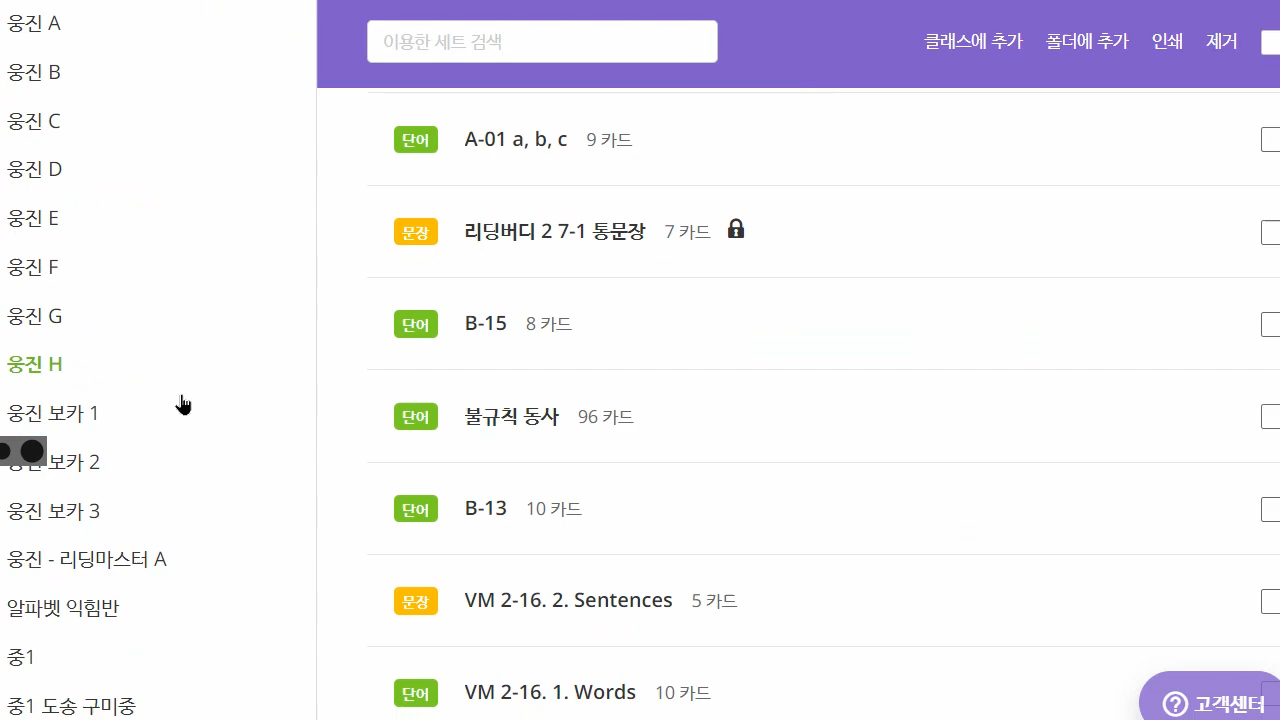 웅진 A
웅진 B
웅진 C
웅진 D
웅진 E
웅진 F
웅진 G
웅진 H
웅진 보카 1
웅진 보카 2
웅진 보카 3
웅진 - 리딩마스터 A
알파벳 익힘반
중1
중1 도송 구미중
이용한 세트 검색
클래스에 추가 폴더에 추가 인쇄 제거
단어 A-01 a, b, c 9 카드
문장 리딩버디 2 7-1 통문장 7 카드
단어 B-15 8 카드
단어 불규칙 동사 96 카드
단어 B-13 10 카드
문장 VM 2-16. 2. Sentences 5 카드
단어 VM 2-16. 1. Words 10 카드
고객센터